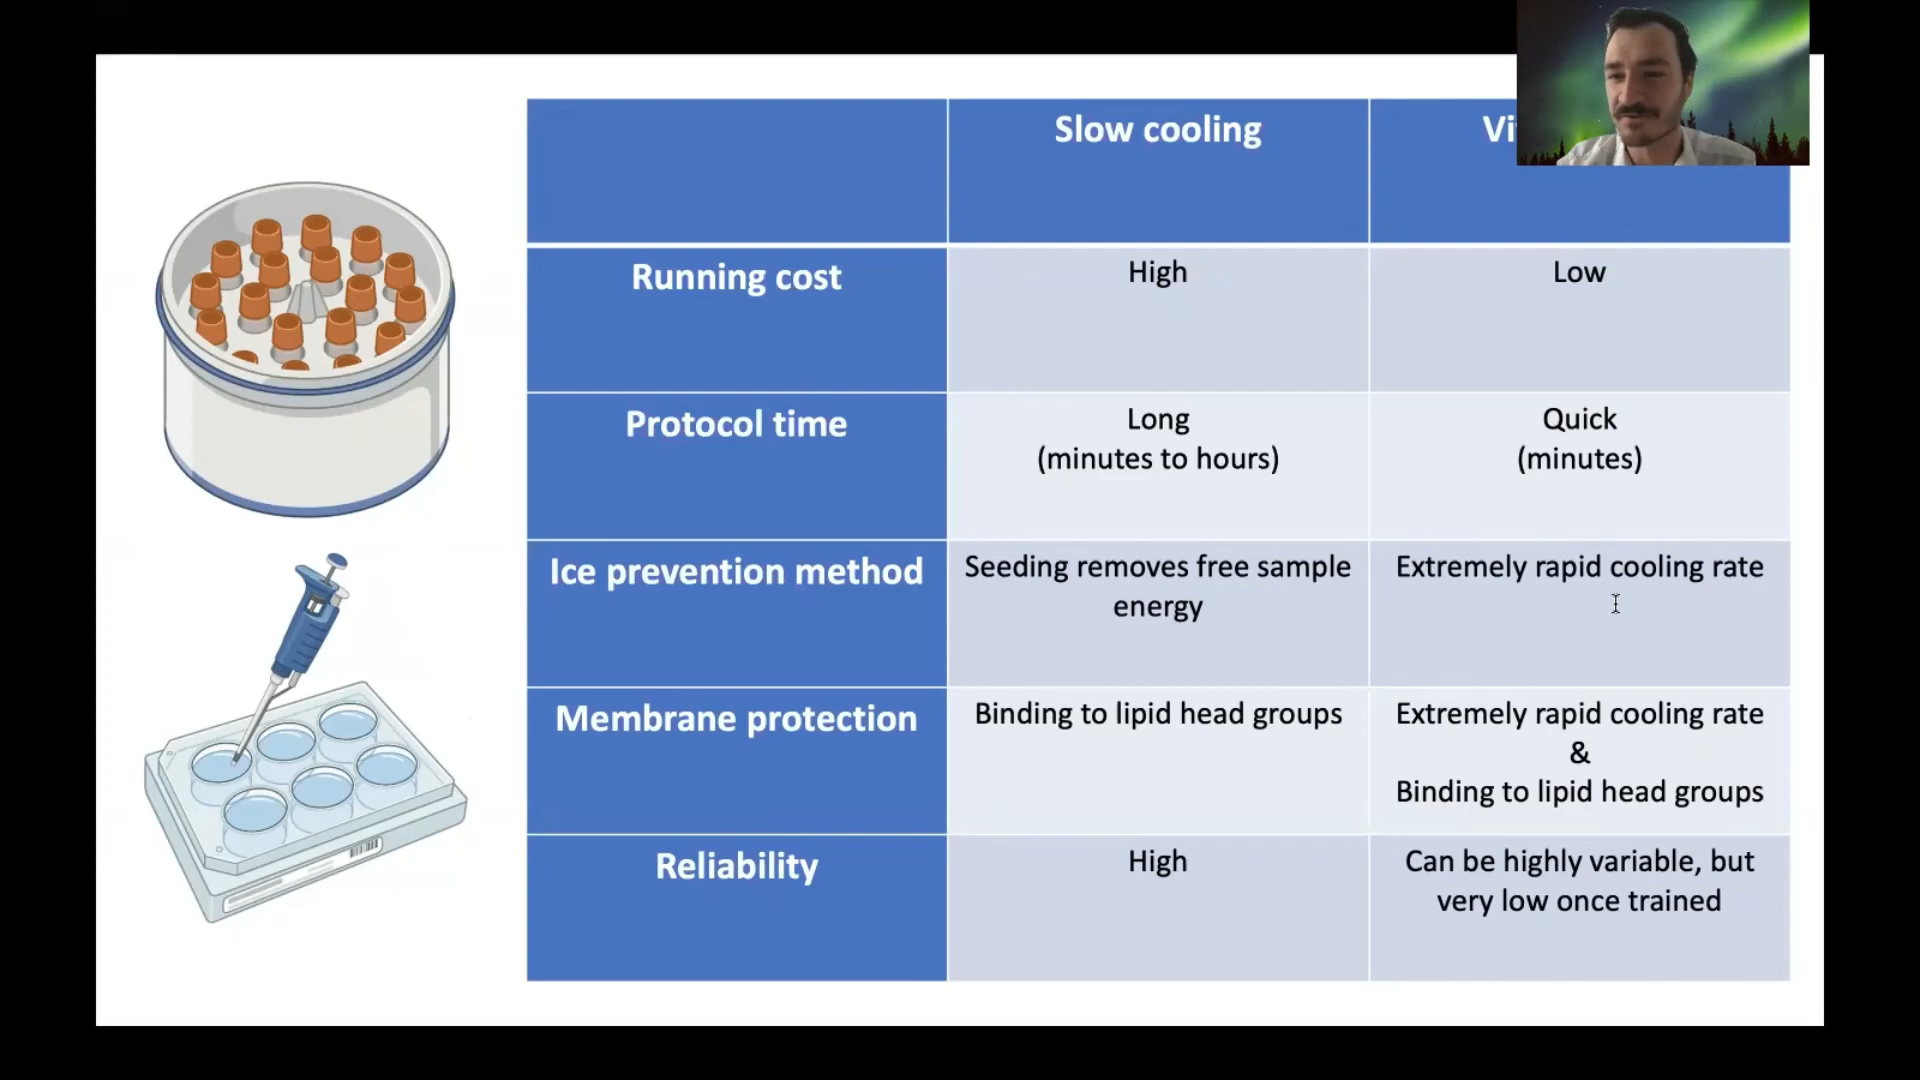 Slow cooling
Running cost
High
Low
Protocol time
Long
(minutes to hours)
Quick
(minutes)
Ice prevention method
Seeding removes free sample
energy
Extremely rapid cooling rate
Membrane protection
Binding to lipid head groups
Extremely rapid cooling rate
&
Binding to lipid head groups
Reliability
High
Can be highly variable, but
very low once trained